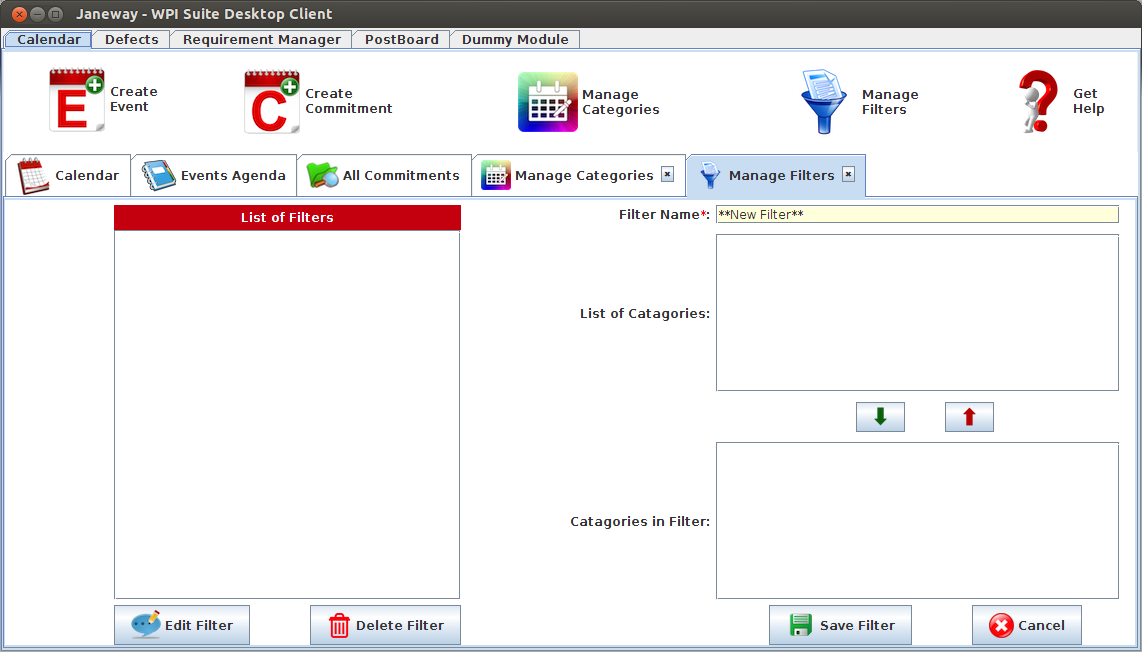 Janeway - WPI Suite Desktop Client
Calendar Defects Requirement Manager PostBoard Dummy Module
E Create
Event
C Create
Commitment
Manage
Categories
Manage
Filters
Get
Help
Calendar Events Agenda All Commitments Manage Categories Manage Filters
List of Filters
Filter Name*: **New Filter**
List of Catagories:
Catagories in Filter:
Edit Filter Delete Filter Save Filter Cancel